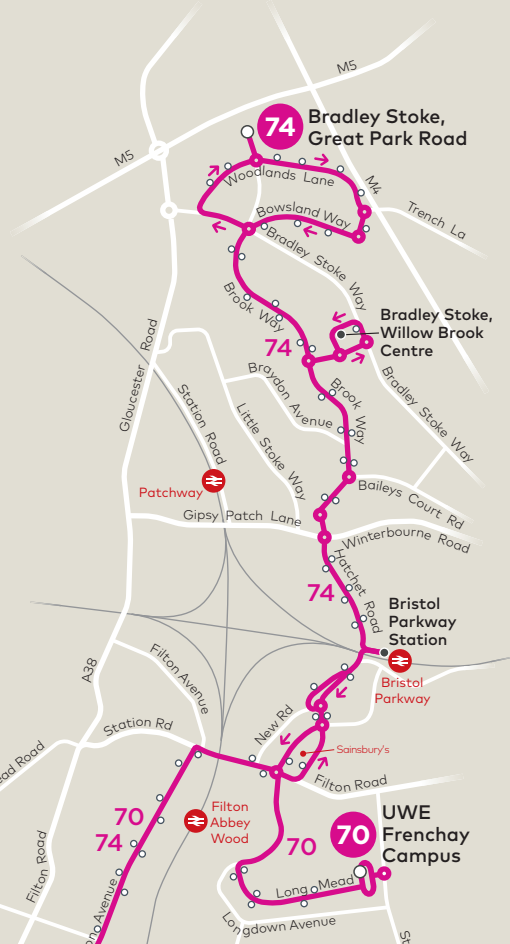 M5
74
Bradley Stoke,
Great Park Road
M5
Woodlands Lane
M4
Trench La
Bowsland Way
Bradley Stoke Way
Brook Way
Bradley Stoke,
Willow Brook
Centre
74
Gloucester Road
Station Road
Braydon Avenue
Brook Way
Bradley Stoke Way
Little Stoke Way
Patchway
Baileys Court Rd
Gipsy Patch Lane
Winterbourne Road
Hatchet Road
74
Bristol
Parkway
Station
Bristol
Parkway
A38
Filton Avenue
New Rd
Station Rd
Sainsbury's
ead Road
Filton Road
70
74
Filton
Abbey
Wood
70
70
UWE
Frenchay
Campus
Filton Road
on Avenue
Long Mead
Longdown Avenue
St